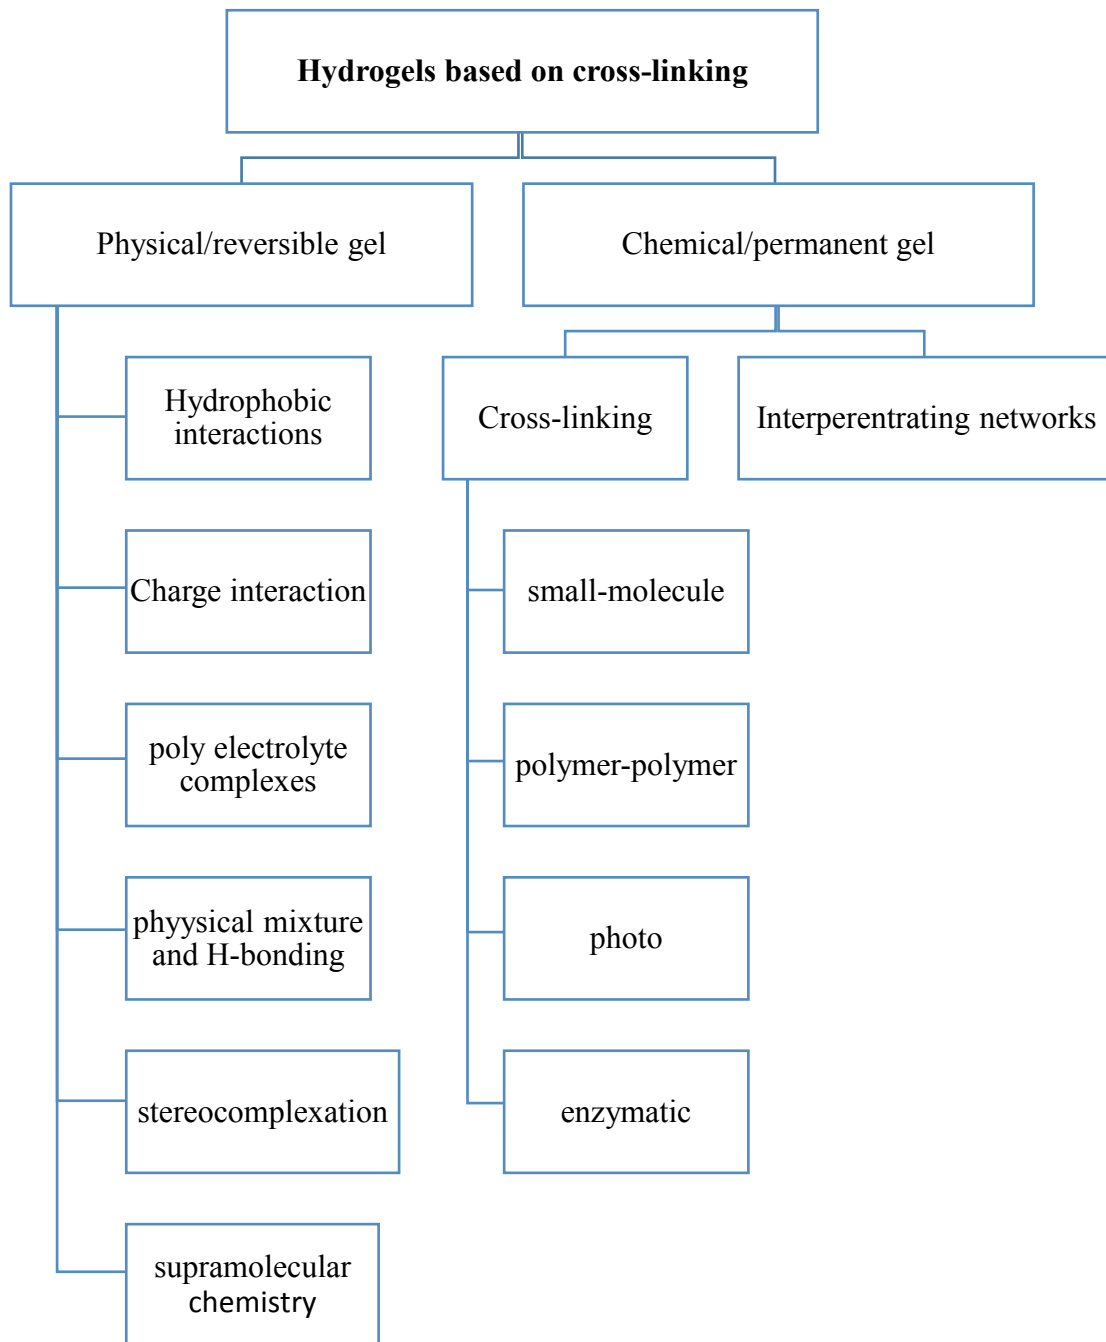 Hydrogels based on cross-linking
Physical/reversible gel
Chemical/permanent gel
Hydrophobic
interactions
Charge interaction
poly electrolyte
complexes
phyysical mixture
and H-bonding
stereocomplexation
supramolecular
chemistry
Cross-linking
Interperentrating networks
small-molecule
polymer-polymer
photo
enzymatic